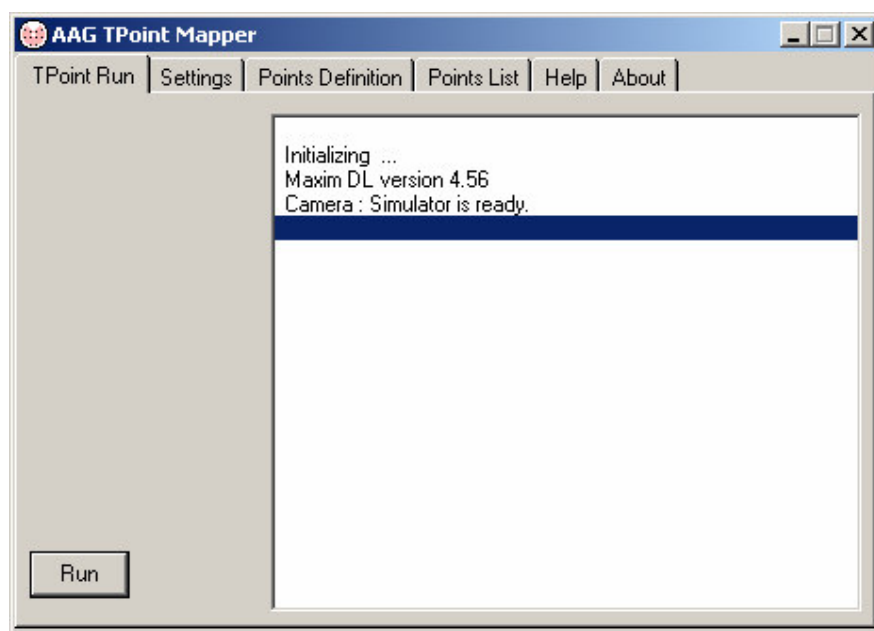 AAG TPoint Mapper
TPoint Run Settings Points Definition Points List Help About
Initializing ...
Maxim DL version 4.56
Camera : Simulator is ready.
Run